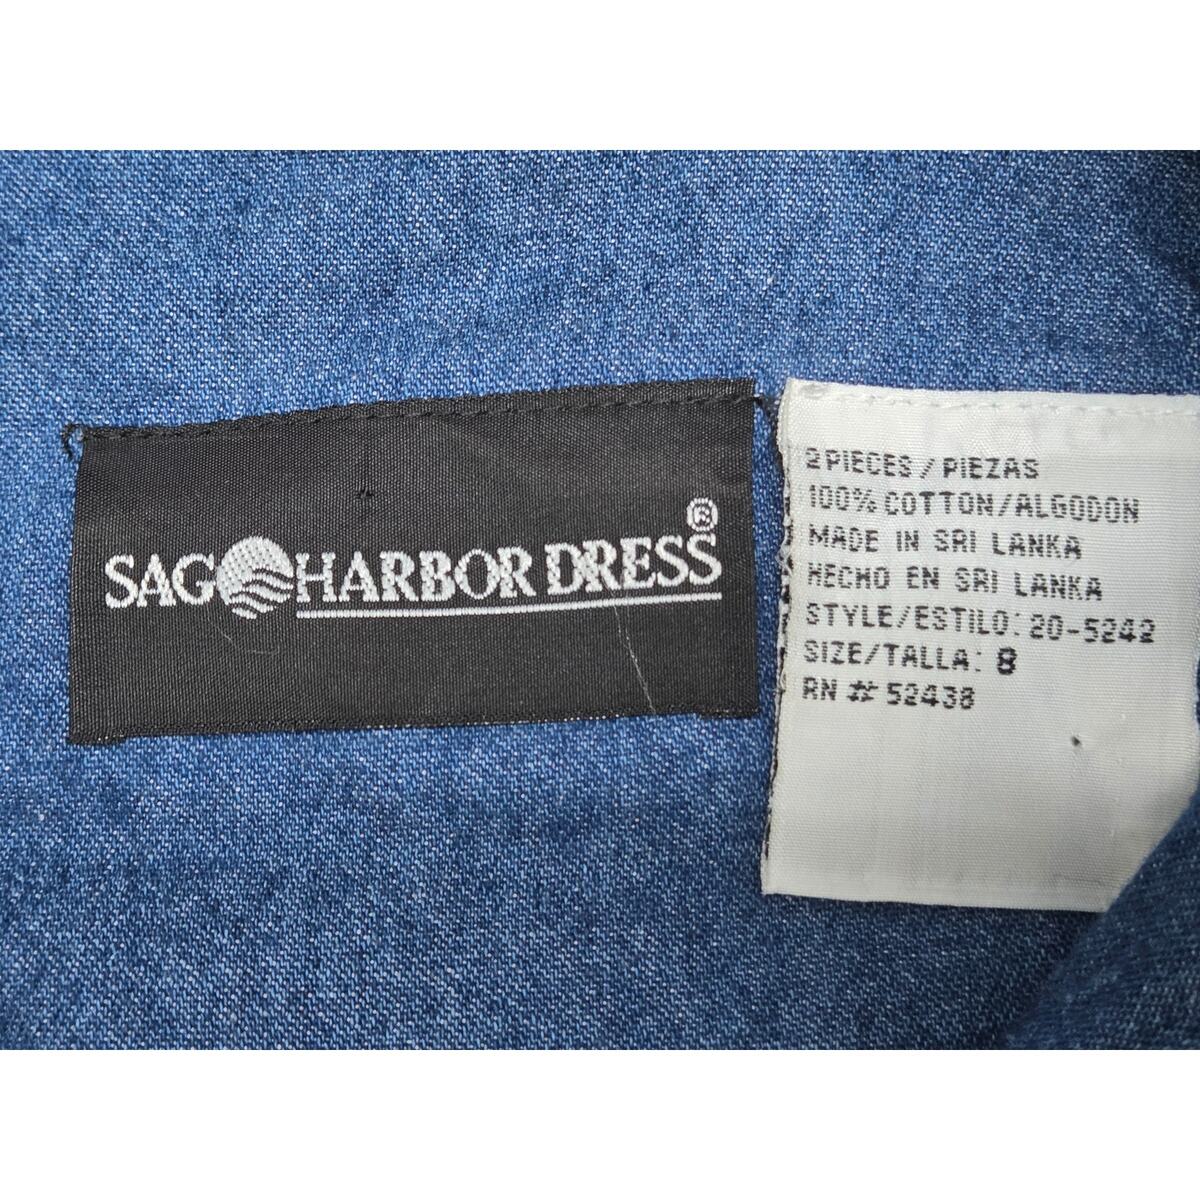 SAG HARBOR DRESS®
2 PIECES / PIEZAS
100% COTTON/ALGODON
MADE IN SRI LANKA
HECHO EN SRI LANKA
STYLE/ESTILO: 20-5242
SIZE/TALLA: 8
RN # 52438